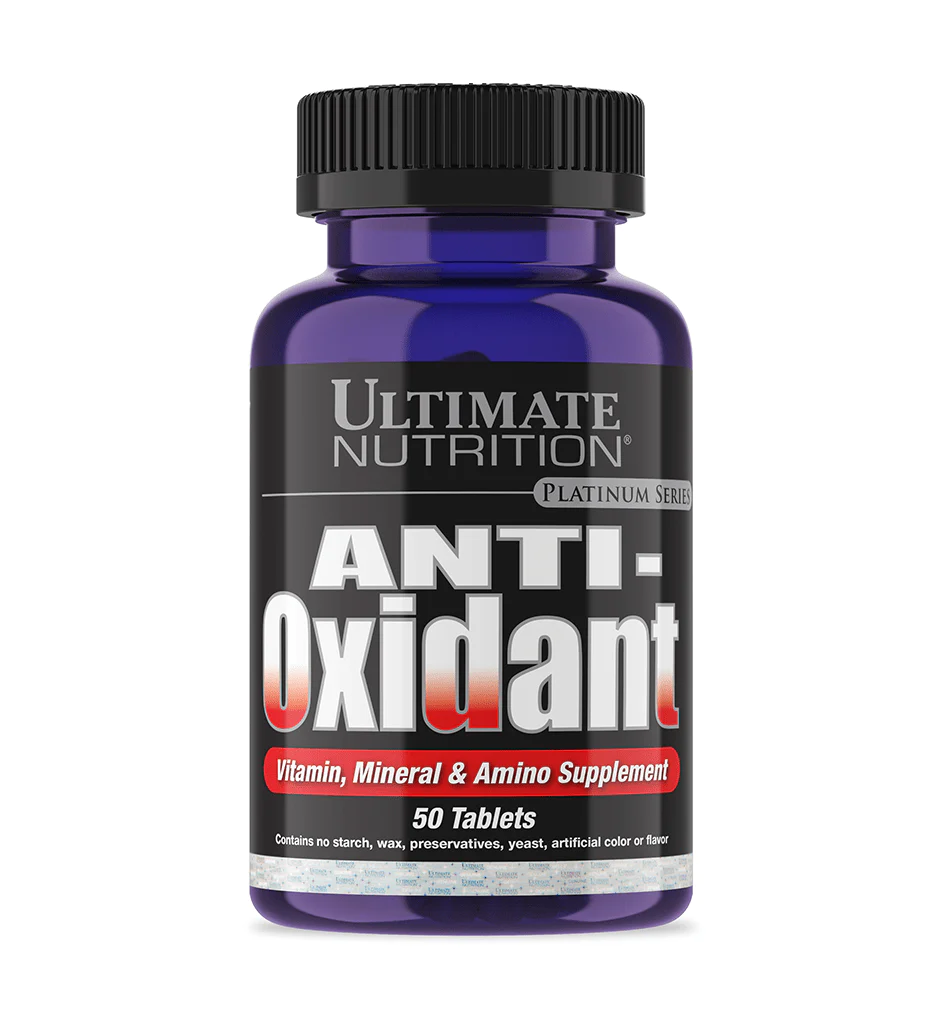 ULTIMATE
NUTRITION®
PLATINUM SERIES
ANTI-
Oxidant
Vitamin, Mineral & Amino Supplement
50 Tablets
Contains no starch, wax, preservatives, yeast, artificial color or flavor